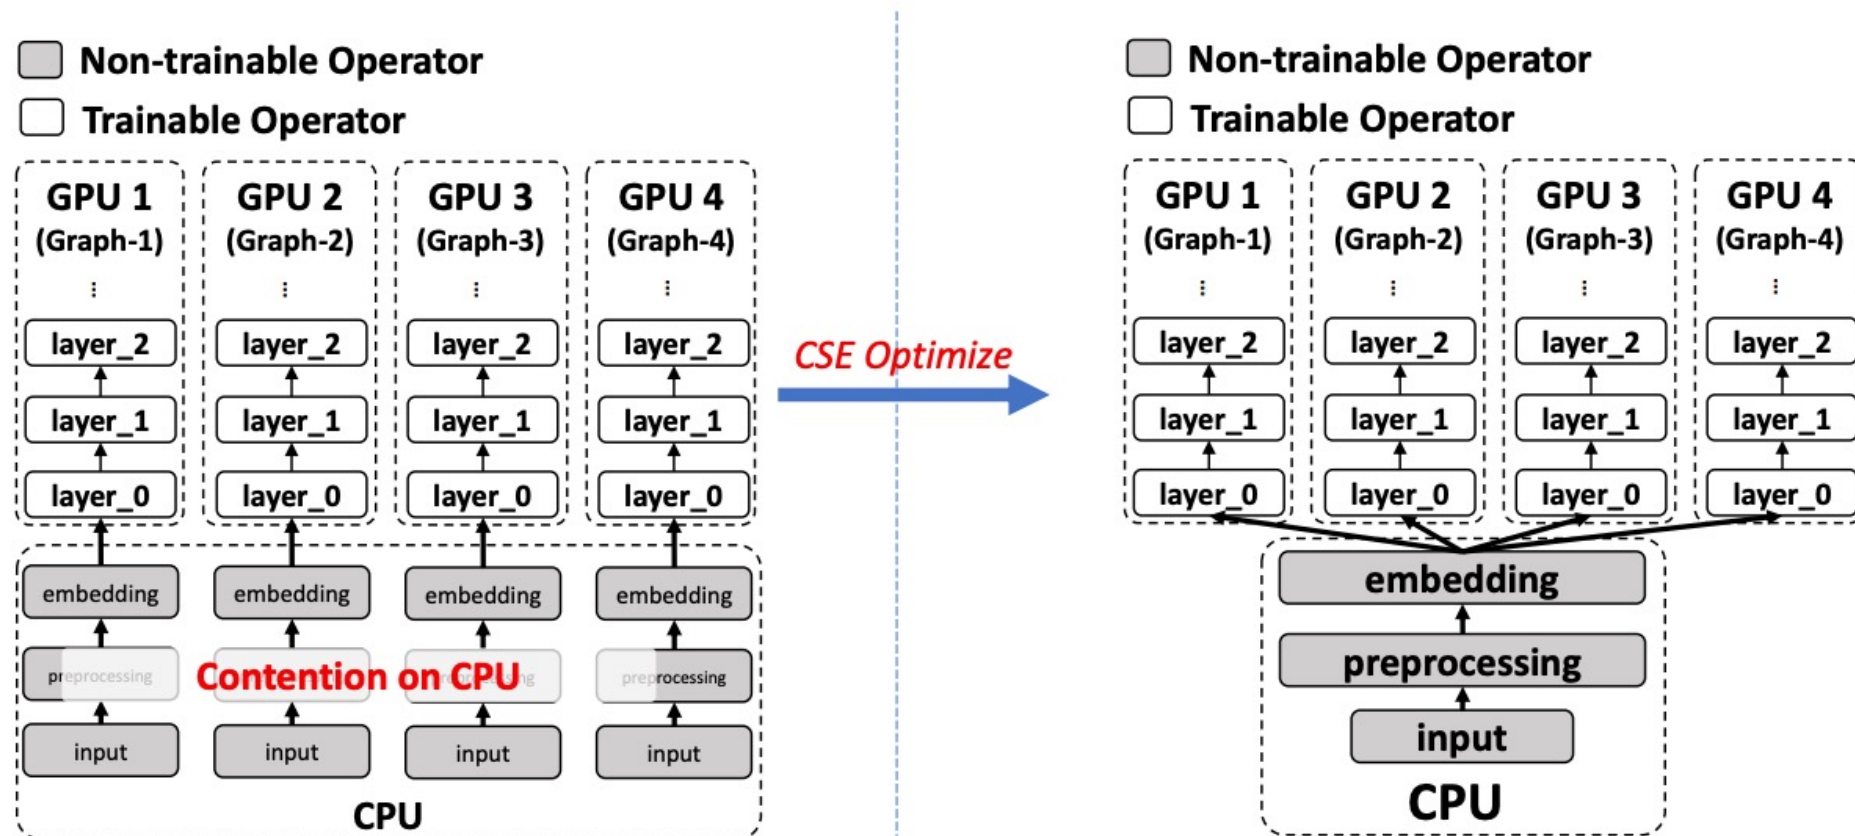 Non-trainable Operator
Trainable Operator
GPU 1
(Graph-1)
⋮
layer_2
layer_1
layer_0
GPU 2
(Graph-2)
⋮
layer_2
layer_1
layer_0
GPU 3
(Graph-3)
⋮
layer_2
layer_1
layer_0
GPU 4
(Graph-4)
⋮
layer_2
layer_1
layer_0
embedding embedding embedding embedding
preprocessing Contention on CPU preprocessing
input input input input
CPU
CSE Optimize
Non-trainable Operator
Trainable Operator
GPU 1
(Graph-1)
⋮
layer_2
layer_1
layer_0
GPU 2
(Graph-2)
⋮
layer_2
layer_1
layer_0
GPU 3
(Graph-3)
⋮
layer_2
layer_1
layer_0
GPU 4
(Graph-4)
⋮
layer_2
layer_1
layer_0
embedding
preprocessing
input
CPU